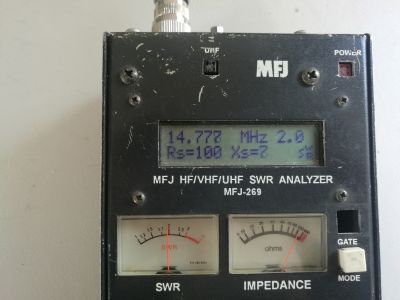 UHF
POWER
MFJ
14.777 MHz 2.0
Rs=100 Xs=?
MFJ HF/VHF/UHF SWR ANALYZER
MFJ-269
SWR
ohms
GATE
MODE
SWR
IMPEDANCE